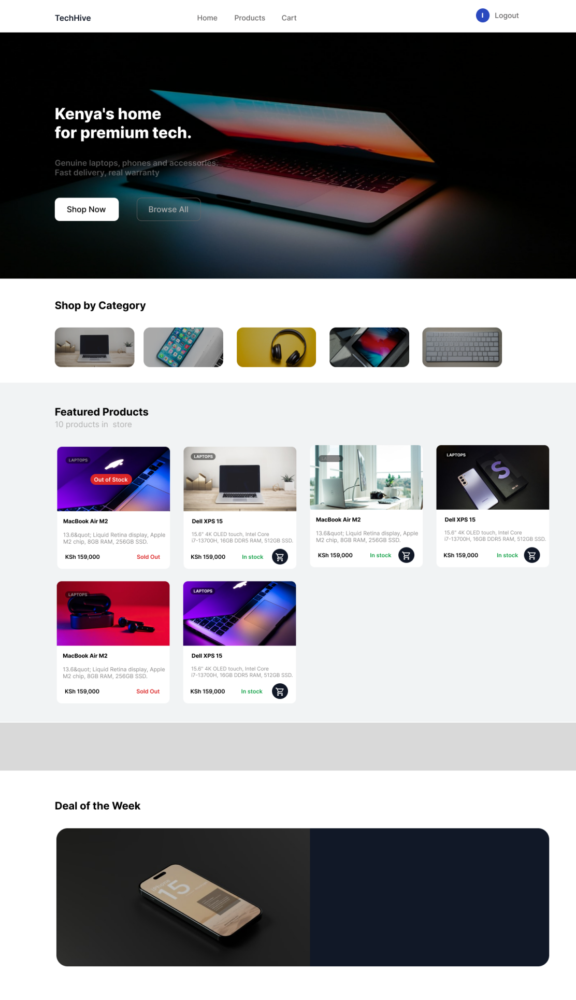 TechHive
Home
Products
Cart
I
Logout
Kenya's home
for premium tech.
Genuine laptops, phones and accessories.
Fast delivery, real warranty
Shop Now
Browse All
Shop by Category
Featured Products
10 products in  store
LAPTOPS
Out of Stock
MacBook Air M2
13.6&quot; Liquid Retina display, Apple
M2 chip, 8GB RAM, 256GB SSD.
KSh 159,000
Sold Out
LAPTOPS
Dell XPS 15
15.6" 4K OLED touch, Intel Core
i7-13700H, 16GB DDR5 RAM, 512GB SSD.
KSh 159,000
In stock
LAPTOPS
MacBook Air M2
13.6&quot; Liquid Retina display, Apple
M2 chip, 8GB RAM, 256GB SSD.
KSh 159,000
In stock
LAPTOPS
S
Dell XPS 15
15.6" 4K OLED touch, Intel Core
i7-13700H, 16GB DDR5 RAM, 512GB SSD.
KSh 159,000
In stock
LAPTOPS
MacBook Air M2
13.6&quot; Liquid Retina display, Apple
M2 chip, 8GB RAM, 256GB SSD.
KSh 159,000
Sold Out
LAPTOPS
Dell XPS 15
15.6" 4K OLED touch, Intel Core
i7-13700H, 16GB DDR5 RAM, 512GB SSD.
KSh 159,000
In stock
Deal of the Week
iPhone
15